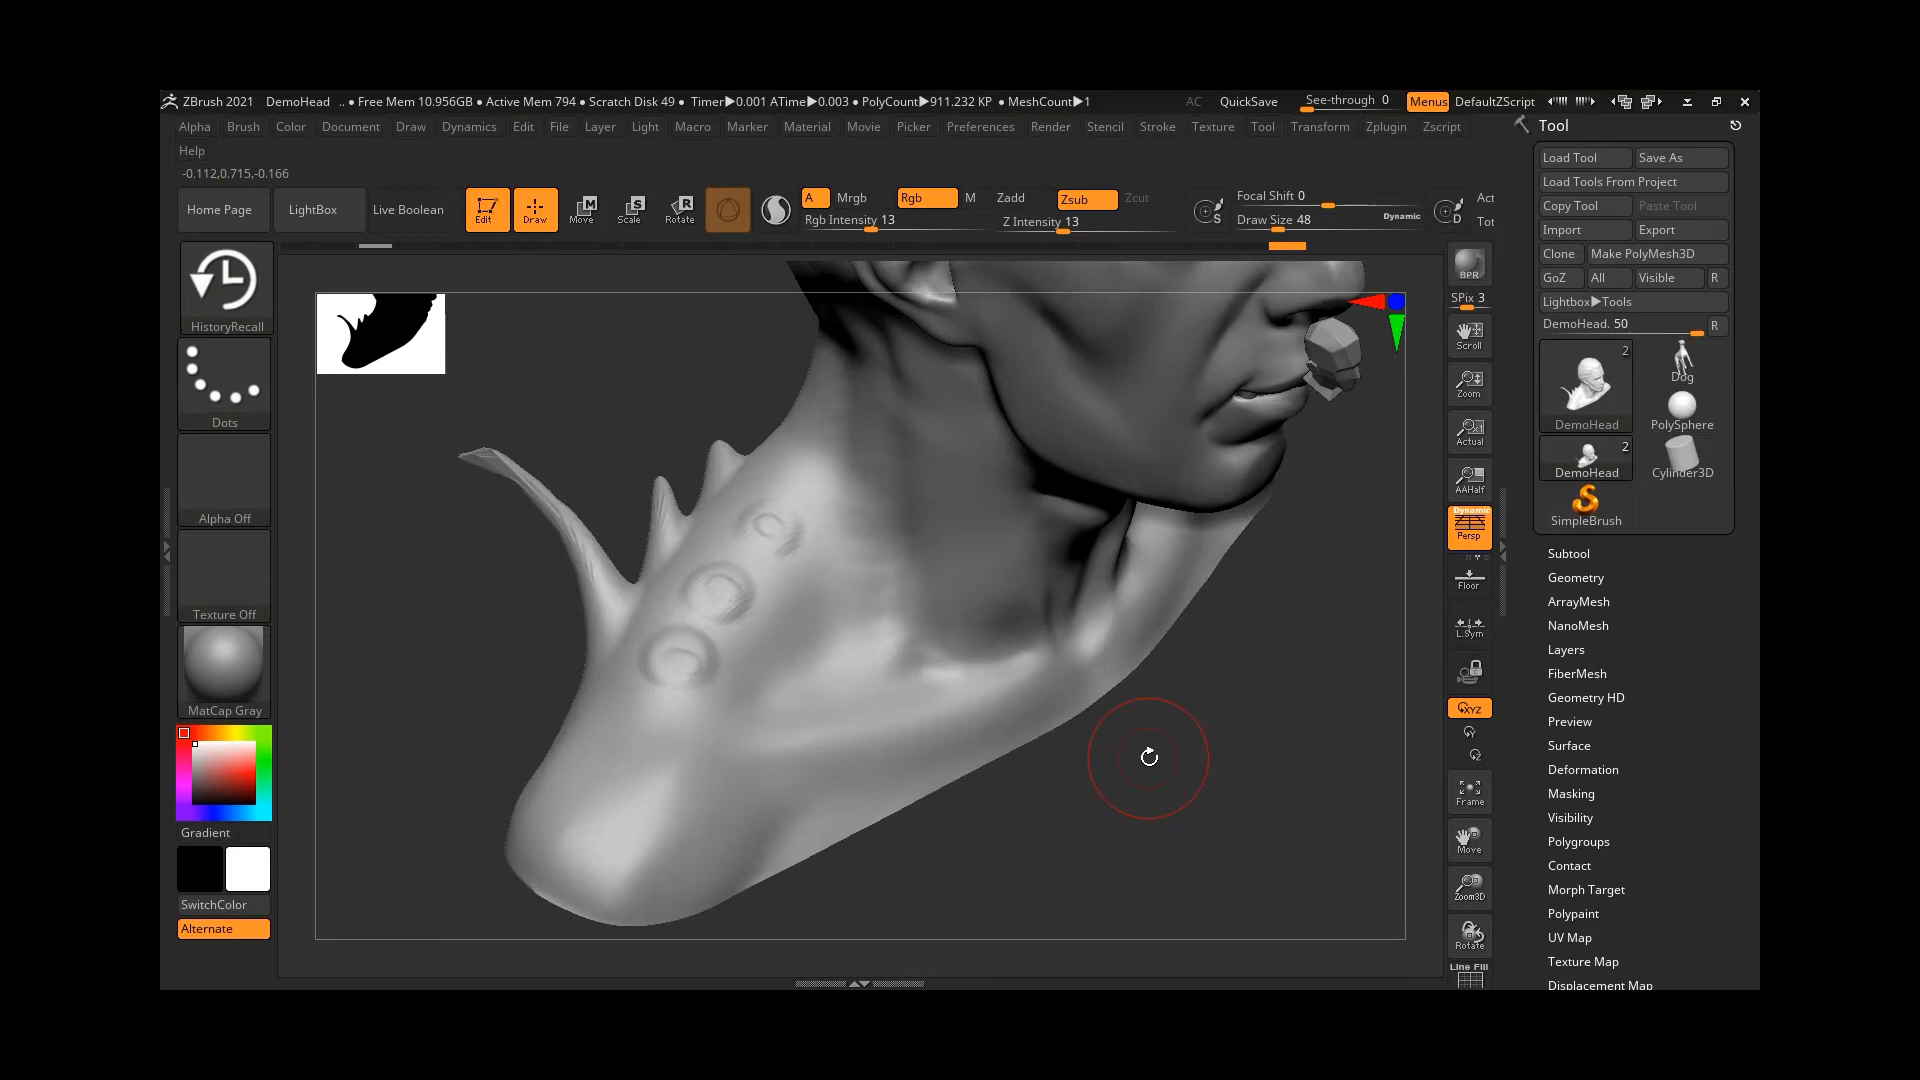 ZBrush 2021 DemoHead .. • Free Mem 10.956GB • Active Mem 794 • Scratch Disk 49 • Timer▶0.001 ATime▶0.003 • PolyCount▶911.232 KP • MeshCount▶1 AC QuickSave See-through 0 Menus DefaultZScript
Alpha Brush Color Document Draw Dynamics Edit File Layer Light Macro Marker Material Movie Picker Preferences Render Stencil Stroke Texture Tool Transform Zplugin Zscript
Help
-0.112,0.715,-0.166
Home Page LightBox Live Boolean Edit Draw Move Scale Rotate
A Mrgb Rgb M Zadd Zsub Zcut
Rgb Intensity 13 Z Intensity 13
S Focal Shift 0
Draw Size 48 Dynamic D Act
Tot
HistoryRecall
Dots
Alpha Off
Texture Off
MatCap Gray
Gradient
SwitchColor
Alternate
BPR
SPix 3
Scroll
Zoom
Actual
AAHalf
Dynamic
Persp
Floor
L.Sym
XYZ
Y
Z
Frame
Move
Zoom3D
Rotate
Line Fill
Tool
Load Tool Save As
Load Tools From Project
Copy Tool Paste Tool
Import Export
Clone Make PolyMesh3D
GoZ All Visible R
Lightbox▶Tools
DemoHead. 50 R
2
Dog
DemoHead PolySphere
2
DemoHead Cylinder3D
SimpleBrush
Subtool
Geometry
ArrayMesh
NanoMesh
Layers
FiberMesh
Geometry HD
Preview
Surface
Deformation
Masking
Visibility
Polygroups
Contact
Morph Target
Polypaint
UV Map
Texture Map
Displacement Map